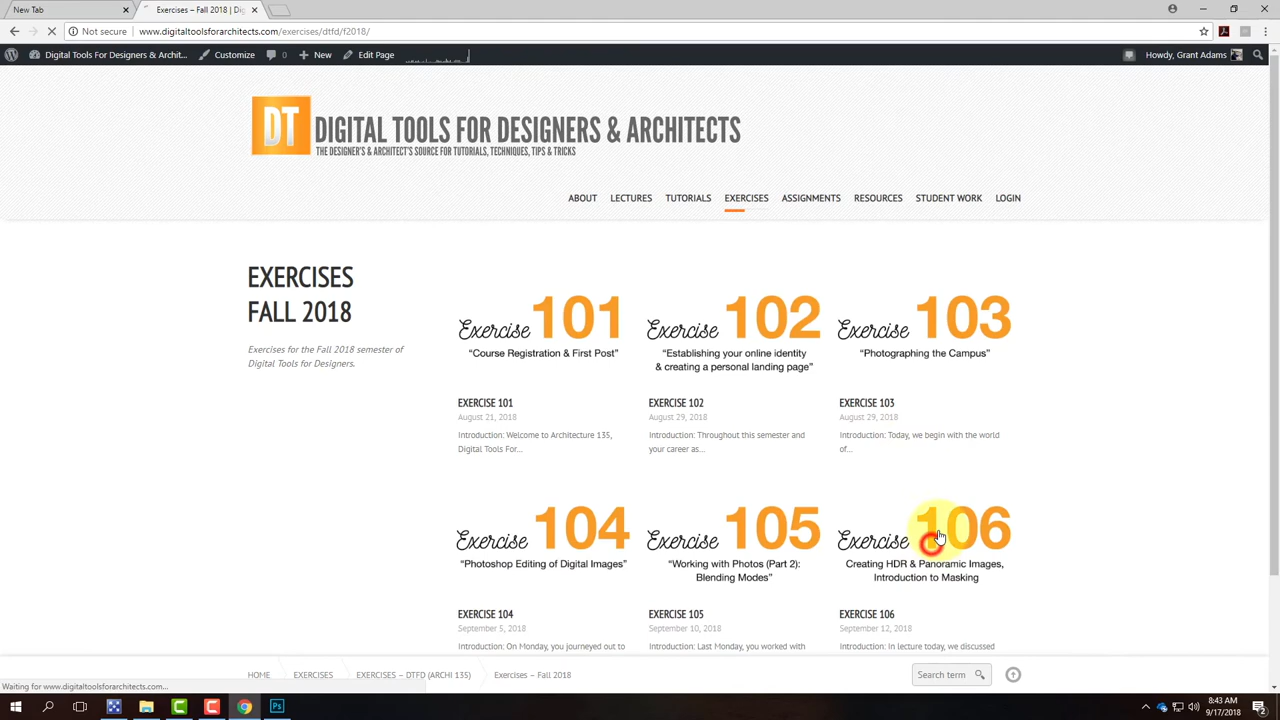 New Tab
Exercises – Fall 2018 | Dig
Not secure
www.digitaltoolsforarchitects.com/exercises/dtfd/f2018/
Digital Tools For Designers & Archit...
Customize
0
New
Edit Page
Howdy, Grant Adams
DT
DIGITAL TOOLS FOR DESIGNERS & ARCHITECTS
THE DESIGNER'S & ARCHITECT'S SOURCE FOR TUTORIALS, TECHNIQUES, TIPS & TRICKS
ABOUT LECTURES TUTORIALS EXERCISES ASSIGNMENTS RESOURCES STUDENT WORK LOGIN
EXERCISES
FALL 2018
Exercises for the Fall 2018 semester of
Digital Tools for Designers.
Exercise 101
“Course Registration & First Post”
EXERCISE 101
August 21, 2018
Introduction: Welcome to Architecture 135,
Digital Tools For...
Exercise 102
“Establishing your online identity
& creating a personal landing page”
EXERCISE 102
August 29, 2018
Introduction: Throughout this semester and
your career as...
Exercise 103
“Photographing the Campus”
EXERCISE 103
August 29, 2018
Introduction: Today, we begin with the world
of...
Exercise 104
“Photoshop Editing of Digital Images”
EXERCISE 104
September 5, 2018
Introduction: On Monday, you journeyed out to
Exercise 105
“Working with Photos (Part 2):
Blending Modes”
EXERCISE 105
September 10, 2018
Introduction: Last Monday, you worked with
Exercise 106
Creating HDR & Panoramic Images,
Introduction to Masking
EXERCISE 106
September 12, 2018
Introduction: In lecture today, we discussed
HOME EXERCISES EXERCISES – DTFD (ARCHI 135) Exercises – Fall 2018
Search term
Waiting for www.digitaltoolsforarchitects.com...
Ps
8:43 AM
9/17/2018
2